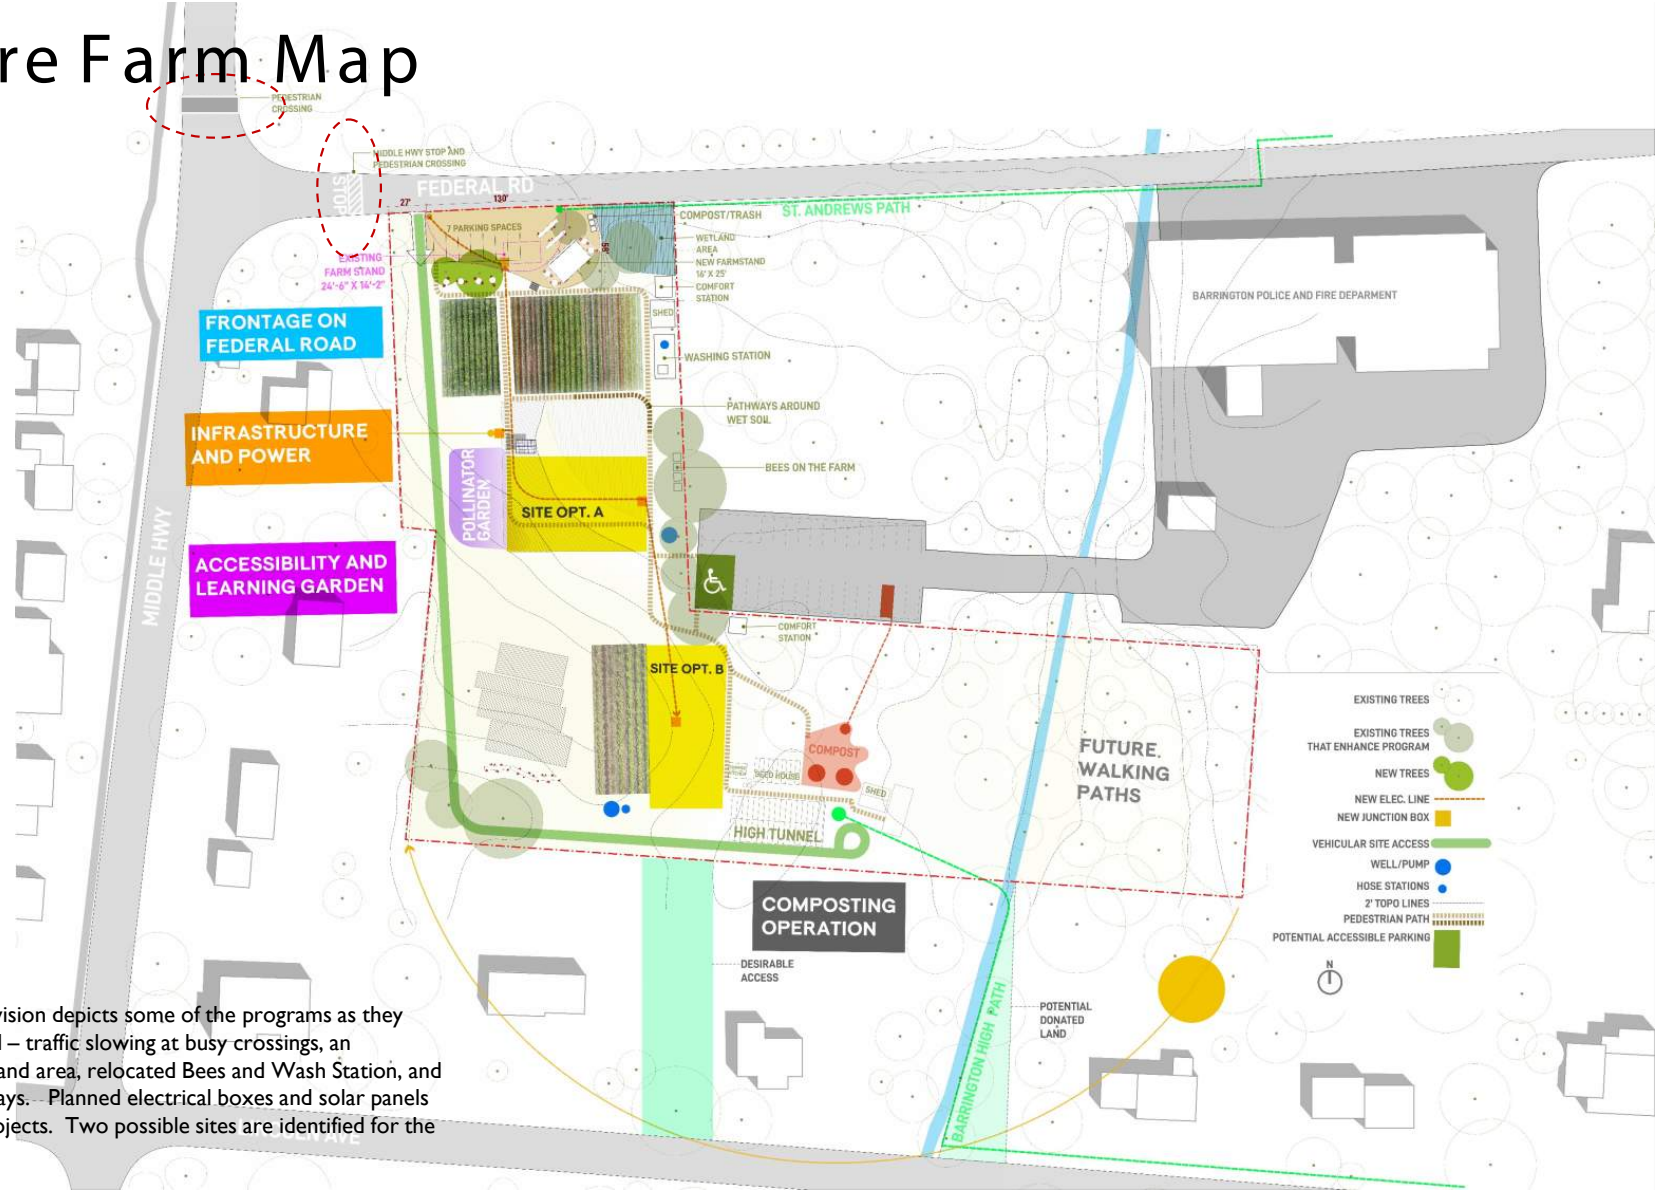 re Farm Map
PEDESTRIAN
CROSSING
MIDDLE HWY STOP AND
PEDESTRIAN CROSSING
STOP
FEDERAL RD
27'
130'
7 PARKING SPACES
58'
COMPOST/TRASH
ST. ANDREWS PATH
WETLAND
AREA
NEW FARMSTAND
16' X 25'
COMFORT
STATION
EXISTING
FARM STAND
24'-6" X 14'-2"
SHED
BARRINGTON POLICE AND FIRE DEPARMENT
FRONTAGE ON
FEDERAL ROAD
WASHING STATION
PATHWAYS AROUND
WET SOIL
INFRASTRUCTURE
AND POWER
BEES ON THE FARM
POLLINATOR
GARDEN
SITE OPT. A
MIDDLE HWY
ACCESSIBILITY AND
LEARNING GARDEN
COMFORT
STATION
SITE OPT. B
COMPOST
SEED HOUSE
SHED
HIGH TUNNEL
FUTURE.
WALKING
PATHS
EXISTING TREES
EXISTING TREES
THAT ENHANCE PROGRAM
NEW TREES
NEW ELEC. LINE
NEW JUNCTION BOX
VEHICULAR SITE ACCESS
WELL/PUMP
HOSE STATIONS
2' TOPO LINES
PEDESTRIAN PATH
POTENTIAL ACCESSIBLE PARKING
N
COMPOSTING
OPERATION
DESIRABLE
ACCESS
POTENTIAL
DONATED
LAND
BARRINGTON HIGH PATH
vision depicts some of the programs as they
l – traffic slowing at busy crossings, an
and area, relocated Bees and Wash Station, and
ays. Planned electrical boxes and solar panels
ojects. Two possible sites are identified for the
LINCOLN AVE